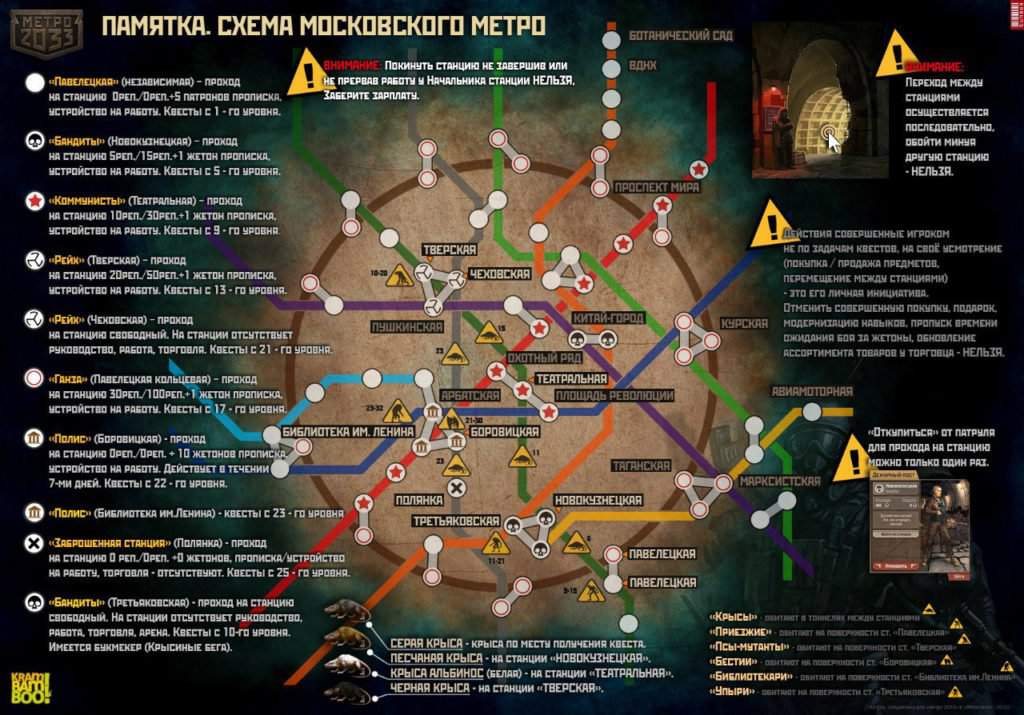 МЕТРО
2033
ПАМЯТКА. СХЕМА МОСКОВСКОГО МЕТРО
ВНИМАНИЕ: Покинуть станцию не завершив или
не прервав работу у Начальника станции НЕЛЬЗЯ.
Заберите зарплату.
ВНИМАНИЕ:
Переход между
станциями
осуществляется
последовательно,
обойти минуя
другую станцию
- НЕЛЬЗЯ.
Действия совершенные игроком
не по задачам квестов, на своё усмотрение
(покупка / продажа предметов,
перемещение между станциями)
- это его личная инициатива.
Отменить совершенную покупку, подарок,
модернизацию навыков, пропуск времени
ожидания боя за жетоны, обновление
ассортимента товаров у торговца - НЕЛЬЗЯ.
«Откупиться» от патруля
для прохода на станцию
можно только один раз.
«Павелецкая» (независимая) – проход
на станцию 0реп./0реп.+5 патронов прописка,
устройство на работу. Квесты с 1 - го уровня.
«Бандиты» (Новокузнецкая) – проход
на станцию 5реп./15реп.+1 жетон прописка,
устройство на работу. Квесты с 5 - го уровня.
«Коммунисты» (Театральная) – проход
на станцию 10реп./30реп.+1 жетон прописка,
устройство на работу. Квесты с 9 - го уровня.
«Рейх» (Тверская) – проход
на станцию 20реп./50реп.+1 жетон прописка,
устройство на работу. Квесты с 13 - го уровня.
«Рейх» (Чеховская) – проход
на станцию свободный. На станции отсутствует
руководство, работа, торговля. Квесты с 21 - го уровня.
«Ганза» (Павелецкая кольцевая) – проход
на станцию 30реп./100реп.+1 жетон прописка,
устройство на работу. Квесты с 17 - го уровня.
«Полис» (Боровицкая) - проход
на станцию 0реп./0реп. + 10 жетонов прописка,
устройство на работу. Действует в течении
7-ми дней. Квесты с 22 - го уровня.
«Полис» (Библиотека им.Ленина) - квесты с 23 - го уровня
«Заброшенная станция» (Полянка) - проход
на станцию 0 реп./0реп. +0 жетонов, прописка/устройство
на работу, торговля - отсутствуют. Квесты с 25 - го уровня.
«Бандиты» (Третьяковская) - проход на станцию
свободный. На станции отсутствует руководство,
работа, торговля, арена. Квесты с 10-го уровня.
Имеется букмекер (Крысиные бега).
БОТАНИЧЕСКИЙ САД
ВДНХ
ПРОСПЕКТ МИРА
ТВЕРСКАЯ
10-20
ЧЕХОВСКАЯ
ПУШКИНСКАЯ
15
КИТАЙ-ГОРОД
КУРСКАЯ
23
ОХОТНЫЙ РЯД
ТЕАТРАЛЬНАЯ
АРБАТСКАЯ
ПЛОЩАДЬ РЕВОЛЮЦИИ
АВИАМОТОРНАЯ
23-32
21-30
БИБЛИОТЕКА ИМ. ЛЕНИНА
БОРОВИЦКАЯ
23
11
ТАГАНСКАЯ
МАРКСИСТСКАЯ
ПОЛЯНКА
НОВОКУЗНЕЦКАЯ
ТРЕТЬЯКОВСКАЯ
11-21
ПАВЕЛЕЦКАЯ
ПАВЕЛЕЦКАЯ
СЕРАЯ КРЫСА - крыса по месту получения квеста.
ПЕСЧАНАЯ КРЫСА - на станции «НОВОКУЗНЕЦКАЯ».
КРЫСА АЛЬБИНОС (белая) - на станции «ТЕАТРАЛЬНАЯ».
ЧЕРНАЯ КРЫСА - на станции «ТВЕРСКАЯ».
«Крысы» - обитают в тоннелях между станциями
«Приезжие» - обитают на поверхности ст. «Павелецкая»
«Псы-мутанты» - обитают на поверхности ст. «Тверская»
«Бестии» - обитают на поверхности ст. «Боровицкая»
«Библиотекари» - обитают на поверхности ст. «Библиотека им.Ленина»
«Упыри» - обитают на поверхности ст. «Третьяковская»
KRAM
BAM
BOO!